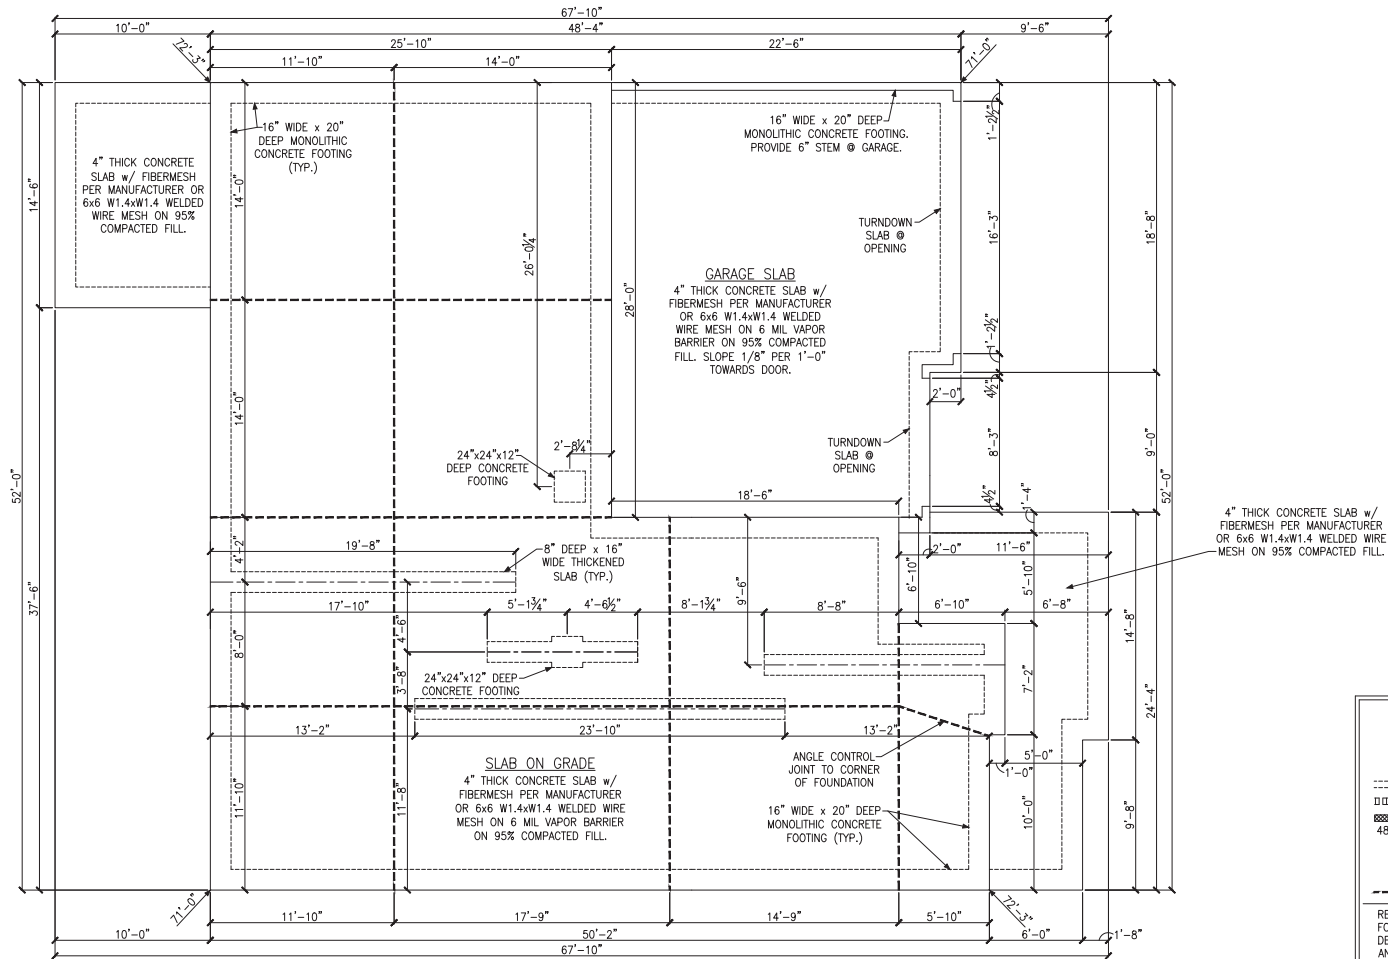 67'-10"
10'-0"
48'-4"
9'-6"
25'-10"
22'-6"
72'-3"
71'-0"
11'-10"
14'-0"
16" WIDE x 20"
DEEP MONOLITHIC
CONCRETE FOOTING
(TYP.)
16" WIDE x 20" DEEP
MONOLITHIC CONCRETE FOOTING.
PROVIDE 6" STEM @ GARAGE.
1'-2½"
4" THICK CONCRETE
SLAB w/ FIBERMESH
PER MANUFACTURER OR
6x6 W1.4xW1.4 WELDED
WIRE MESH ON 95%
COMPACTED FILL.
14'-6"
14'-0"
26'-0¼"
TURNDOWN
SLAB @
OPENING
16'-3"
18'-8"
GARAGE SLAB
4" THICK CONCRETE SLAB w/
FIBERMESH PER MANUFACTURER
OR 6x6 W1.4xW1.4 WELDED
WIRE MESH ON 6 MIL VAPOR
BARRIER ON 95% COMPACTED
FILL. SLOPE 1/8" PER 1'-0"
TOWARDS DOOR.
28'-0"
1'-2½"
4½"
2'-0"
14'-0"
2'-8¼"
24"x24"x12"
DEEP CONCRETE
FOOTING
TURNDOWN
SLAB @
OPENING
8'-3"
9'-0"
52'-0"
52'-0"
18'-6"
4½"
1'-4"
4" THICK CONCRETE SLAB w/
FIBERMESH PER MANUFACTURER
OR 6x6 W1.4xW1.4 WELDED WIRE
MESH ON 95% COMPACTED FILL.
4'-2"
19'-8"
8" DEEP x 16"
WIDE THICKENED
SLAB (TYP.)
2'-0"
11'-6"
37'-6"
9'-6"
6'-10"
5'-10"
17'-10"
5'-1¾"
4'-6½"
8'-1¾"
8'-8"
6'-10"
6'-8"
4'-6"
14'-8"
8'-0"
3'-8"
24"x24"x12" DEEP
CONCRETE FOOTING
7'-2"
24'-4"
13'-2"
23'-10"
13'-2"
ANGLE CONTROL
JOINT TO CORNER
OF FOUNDATION
5'-0"
1'-0"
SLAB ON GRADE
4" THICK CONCRETE SLAB w/
FIBERMESH PER MANUFACTURER
OR 6x6 W1.4xW1.4 WELDED WIRE
MESH ON 6 MIL VAPOR BARRIER
ON 95% COMPACTED FILL.
11'-10"
11'-8"
16" WIDE x 20" DEEP
MONOLITHIC CONCRETE
FOOTING (TYP.)
10'-0"
9'-8"
48
71'-0"
72'-3"
11'-10"
17'-9"
14'-9"
5'-10"
10'-0"
50'-2"
6'-0"
1'-8"
67'-10"
RE
FO
DE
AN